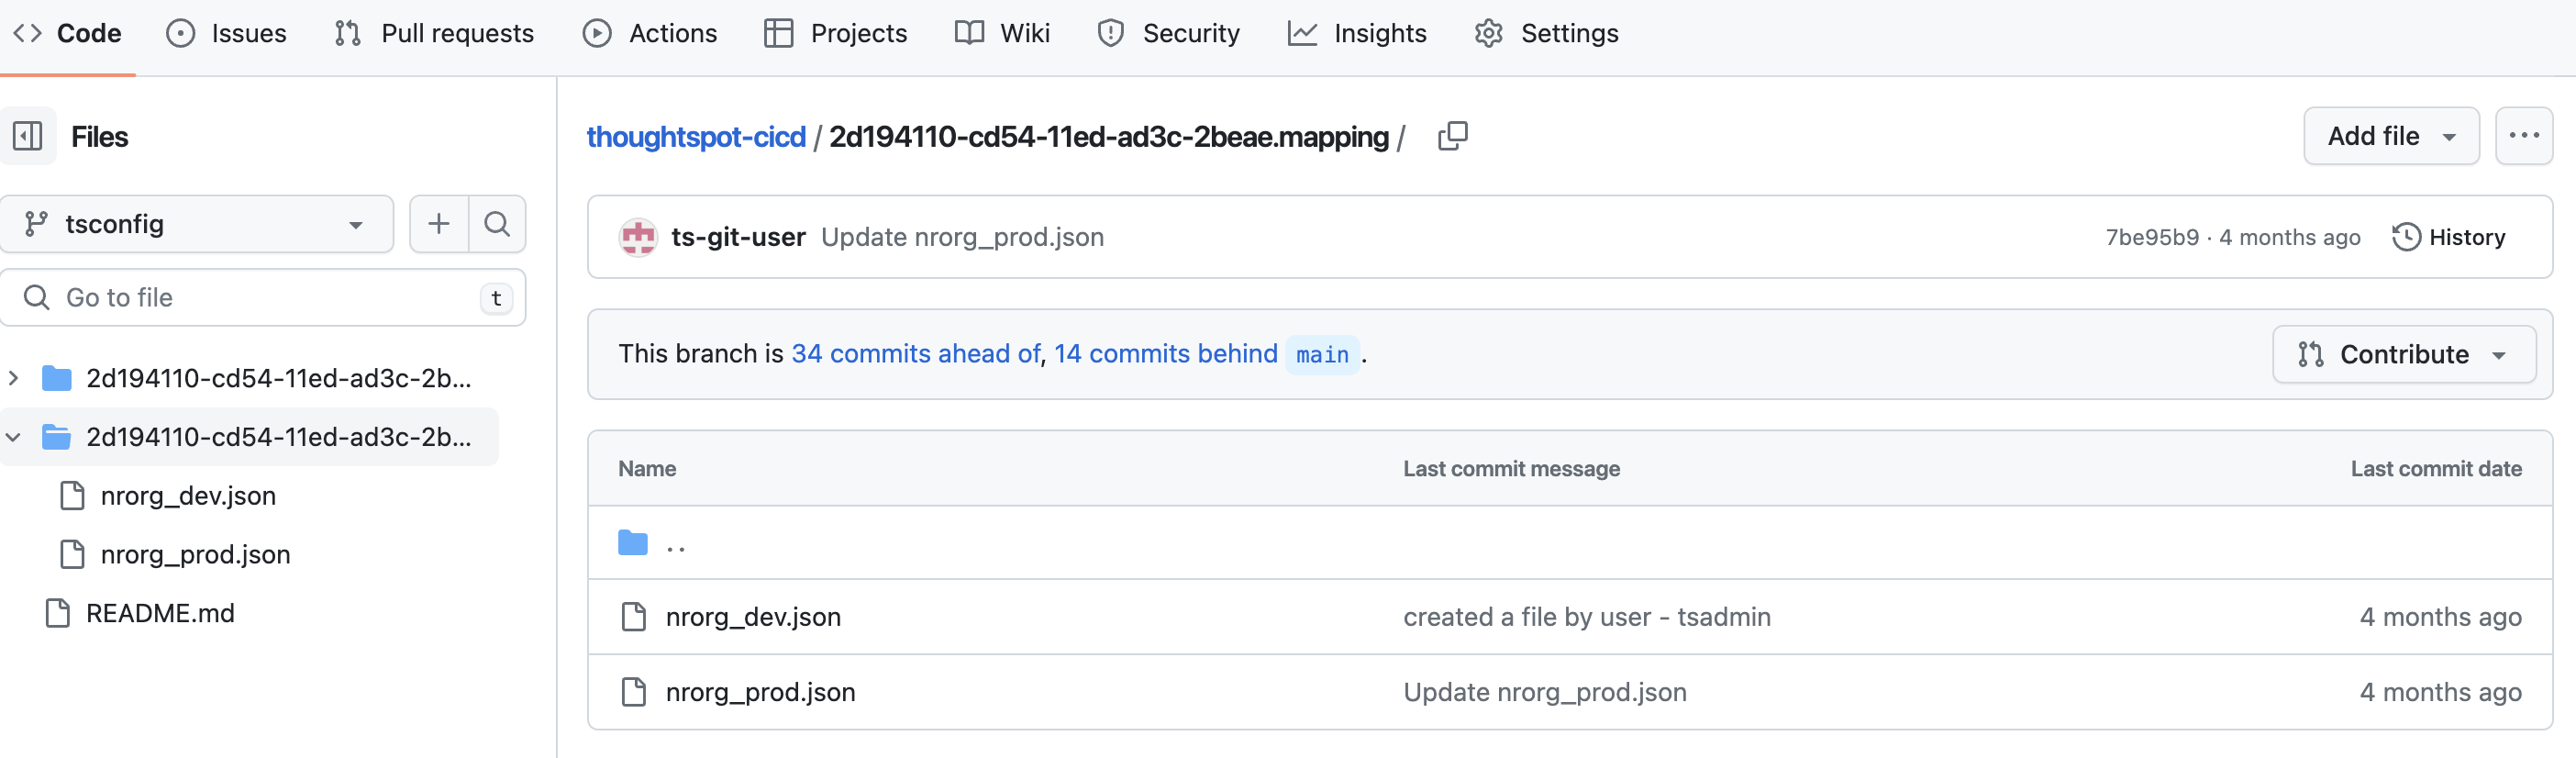 Code Issues Pull requests Actions Projects Wiki Security Insights Settings
Files
tsconfig
Go to file t
2d194110-cd54-11ed-ad3c-2b...
2d194110-cd54-11ed-ad3c-2b...
nrorg_dev.json
nrorg_prod.json
README.md
thoughtspot-cicd / 2d194110-cd54-11ed-ad3c-2beae.mapping /
Add file
ts-git-user Update nrorg_prod.json 7be95b9 · 4 months ago History
This branch is 34 commits ahead of, 14 commits behind main .
Contribute
Name Last commit message Last commit date
..
nrorg_dev.json created a file by user - tsadmin 4 months ago
nrorg_prod.json Update nrorg_prod.json 4 months ago